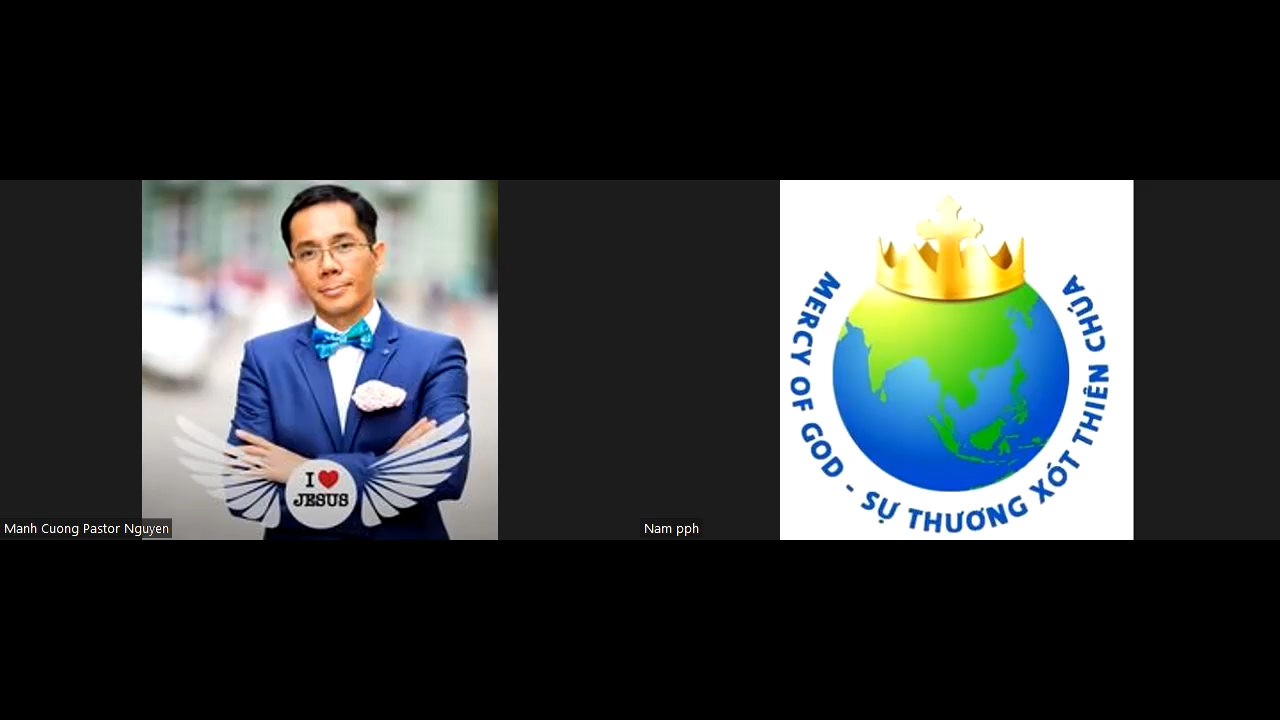 I ❤ JESUS
Manh Cuong Pastor Nguyen
MERCY OF GOD - SỰ THƯƠNG XÓT THIÊN CHÚA
Nam pph